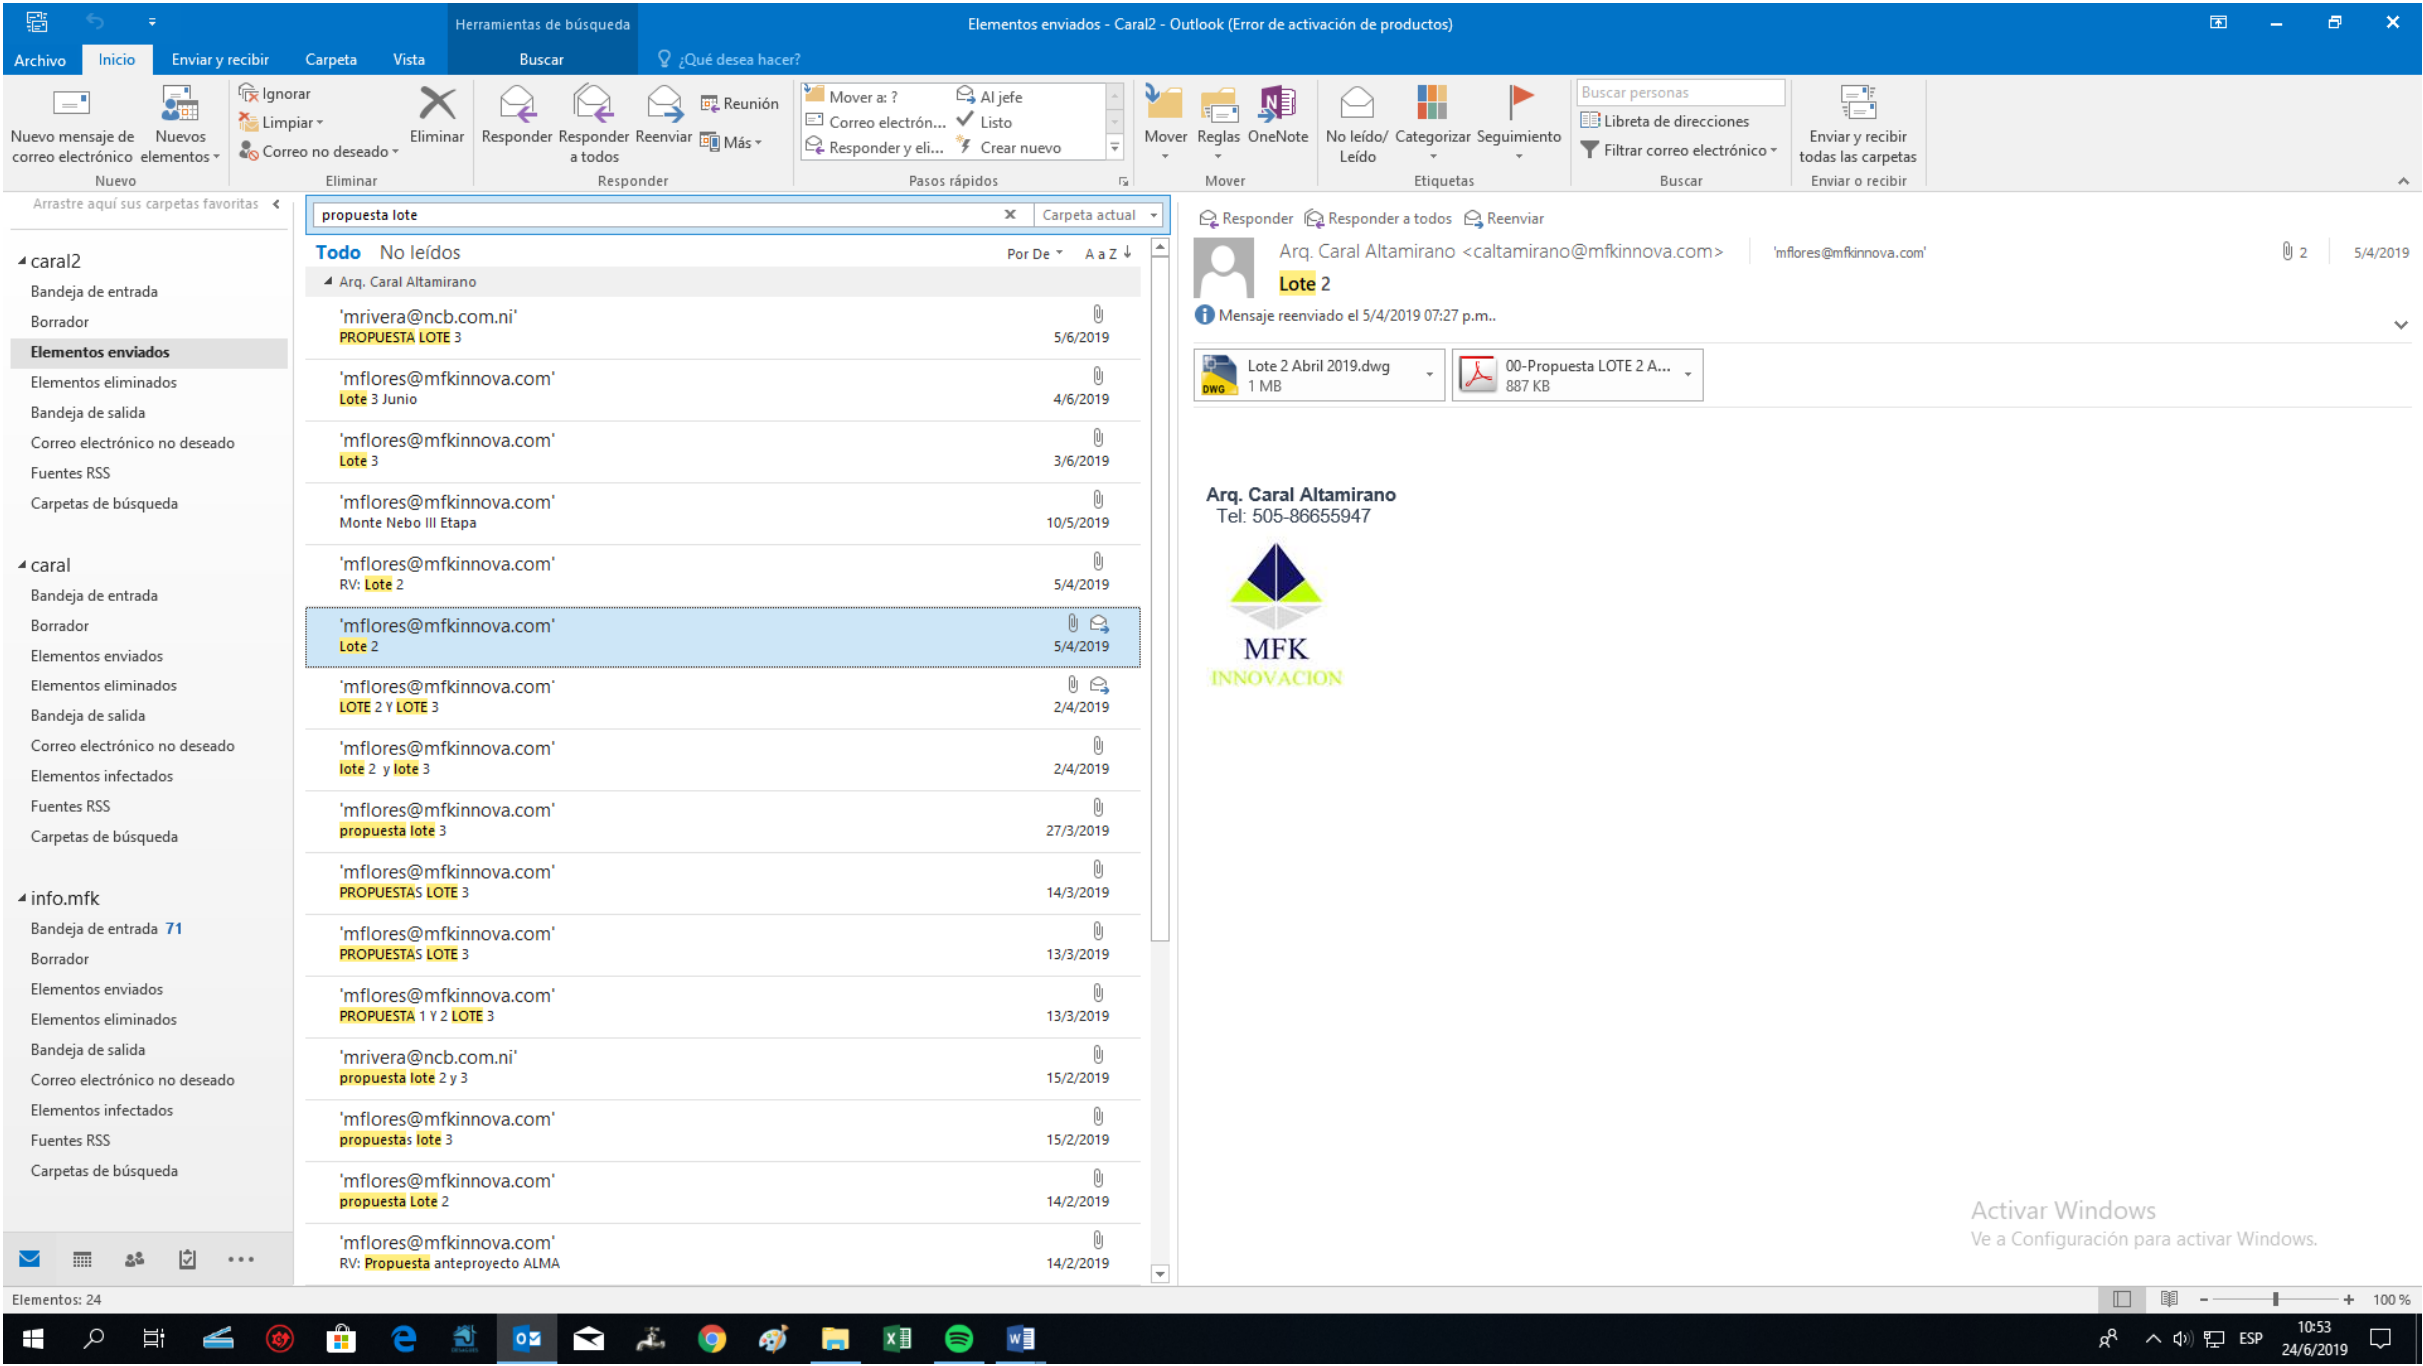 Herramientas de búsqueda
Elementos enviados - Caral2 - Outlook (Error de activación de productos)
Archivo Inicio Enviar y recibir Carpeta Vista Buscar ¿Qué desea hacer?
Nuevo mensaje de correo electrónico
Nuevos elementos
Nuevo
Ignorar
Limpiar
Correo no deseado
Eliminar
Eliminar
Responder
Responder a todos
Reenviar
Reunión
Más
Responder
Mover a: ?
Correo electrón...
Responder y eli...
Al jefe
Listo
Crear nuevo
Pasos rápidos
Mover
Reglas
OneNote
Mover
No leído/ Leído
Categorizar
Seguimiento
Etiquetas
Buscar personas
Libreta de direcciones
Filtrar correo electrónico
Buscar
Enviar y recibir todas las carpetas
Enviar o recibir
Arrastre aquí sus carpetas favoritas
caral2
Bandeja de entrada
Borrador
Elementos enviados
Elementos eliminados
Bandeja de salida
Correo electrónico no deseado
Fuentes RSS
Carpetas de búsqueda
caral
Bandeja de entrada
Borrador
Elementos enviados
Elementos eliminados
Bandeja de salida
Correo electrónico no deseado
Elementos infectados
Fuentes RSS
Carpetas de búsqueda
info.mfk
Bandeja de entrada 71
Borrador
Elementos enviados
Elementos eliminados
Bandeja de salida
Correo electrónico no deseado
Elementos infectados
Fuentes RSS
Carpetas de búsqueda
propuesta lote
Carpeta actual
Todo No leídos
Por De A a Z
Arq. Caral Altamirano
'mrivera@ncb.com.ni'
PROPUESTA LOTE 3 5/6/2019
'mflores@mfkinnova.com'
Lote 3 Junio 4/6/2019
'mflores@mfkinnova.com'
Lote 3 3/6/2019
'mflores@mfkinnova.com'
Monte Nebo III Etapa 10/5/2019
'mflores@mfkinnova.com'
RV: Lote 2 5/4/2019
'mflores@mfkinnova.com'
Lote 2 5/4/2019
'mflores@mfkinnova.com'
LOTE 2 Y LOTE 3 2/4/2019
'mflores@mfkinnova.com'
lote 2 y lote 3 2/4/2019
'mflores@mfkinnova.com'
propuesta lote 3 27/3/2019
'mflores@mfkinnova.com'
PROPUESTAS LOTE 3 14/3/2019
'mflores@mfkinnova.com'
PROPUESTAS LOTE 3 13/3/2019
'mflores@mfkinnova.com'
PROPUESTA 1 Y 2 LOTE 3 13/3/2019
'mrivera@ncb.com.ni'
propuesta lote 2 y 3 15/2/2019
'mflores@mfkinnova.com'
propuestas lote 3 15/2/2019
'mflores@mfkinnova.com'
propuesta Lote 2 14/2/2019
'mflores@mfkinnova.com'
RV: Propuesta anteproyecto ALMA 14/2/2019
Responder Responder a todos Reenviar
Arq. Caral Altamirano <caltamirano@mfkinnova.com> 'mflores@mfkinnova.com' 2 5/4/2019
Lote 2
Mensaje reenviado el 5/4/2019 07:27 p.m..
DWG
Lote 2 Abril 2019.dwg
1 MB
00-Propuesta LOTE 2 A...
887 KB
Arq. Caral Altamirano
Tel: 505-86655947
MFK
INNOVACION
Activar Windows
Ve a Configuración para activar Windows.
Elementos: 24
100 %
ESP
10:53
24/6/2019